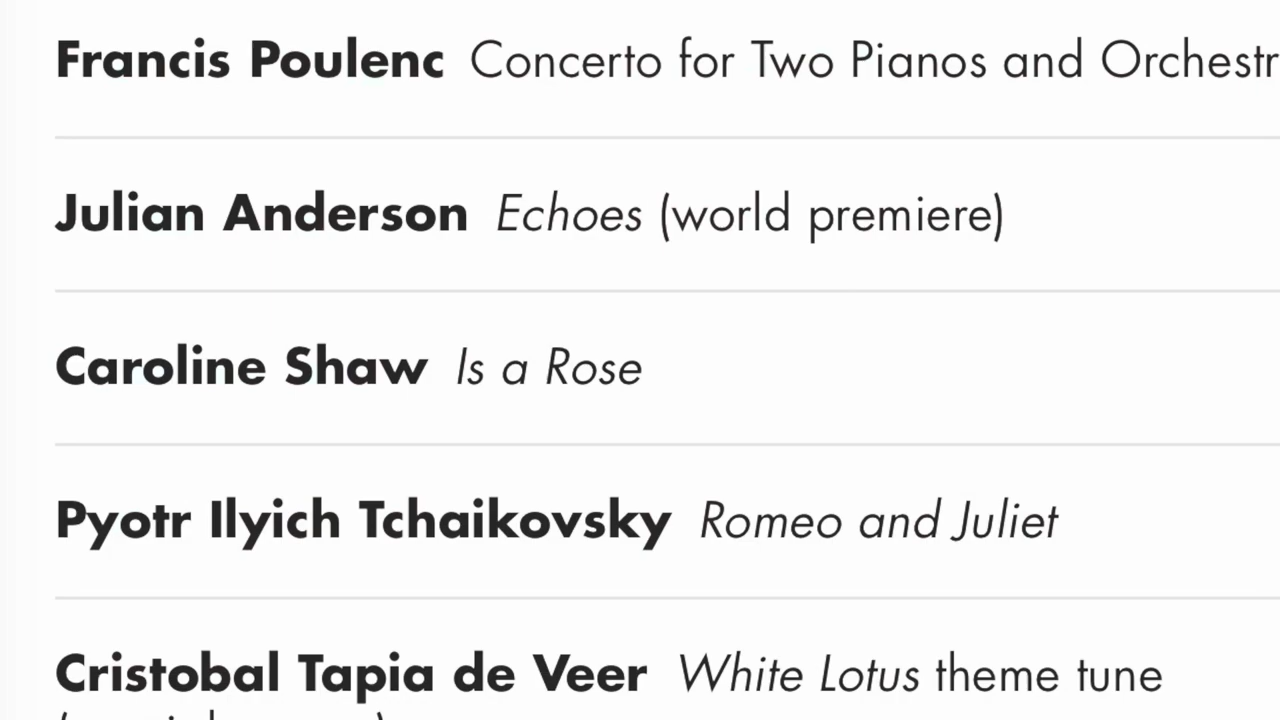 Francis Poulenc Concerto for Two Pianos and Orchestr
Julian Anderson Echoes (world premiere)
Caroline Shaw Is a Rose
Pyotr Ilyich Tchaikovsky Romeo and Juliet
Cristobal Tapia de Veer White Lotus theme tune